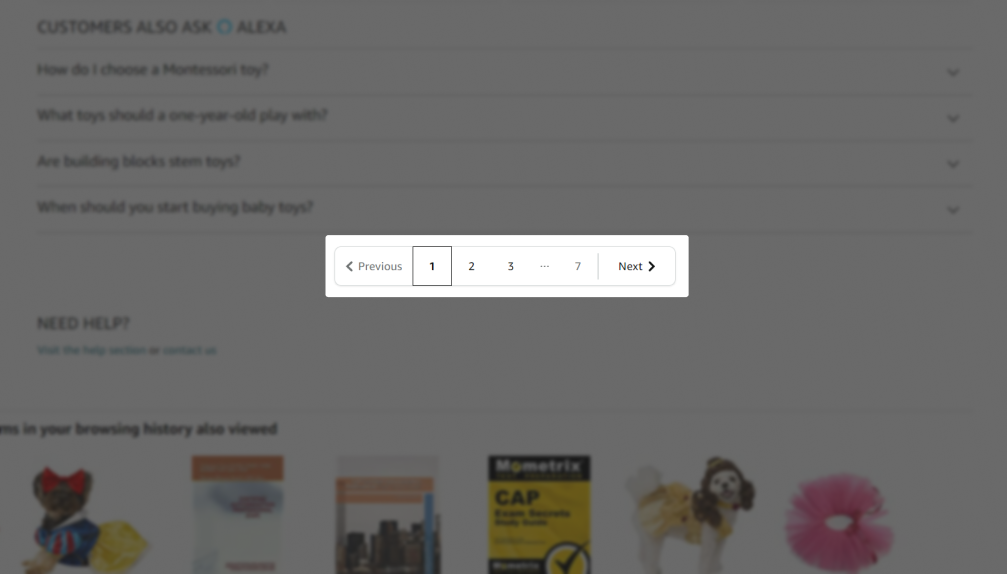 CUSTOMERS ALSO ASK ALEXA
How do I choose a Montessori toy?
What toys should a one-year-old play with?
Are building blocks stem toys?
When should you start buying baby toys?
Previous 1 2 3 ... 7 Next
NEED HELP?
Visit the help section or contact us
ms in your browsing history also viewed
Mometrix
CAP
Exam Secrets
Study Guide
Mometrix